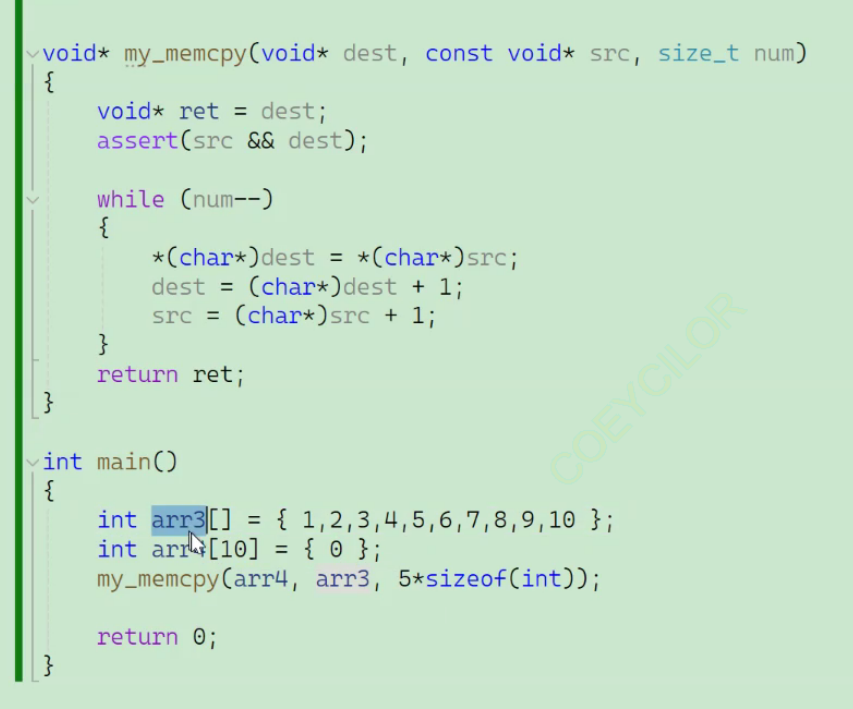 void* my_memcpy(void* dest, const void* src, size_t num)
{
    void* ret = dest;
    assert(src && dest);

    while (num--)
    {
        *(char*)dest = *(char*)src;
        dest = (char*)dest + 1;
        src = (char*)src + 1;
    }
    return ret;
}

int main()
{
    int arr3[] = { 1,2,3,4,5,6,7,8,9,10 };
    int arr4[10] = { 0 };
    my_memcpy(arr4, arr3, 5*sizeof(int));

    return 0;
}
COEYCILOR